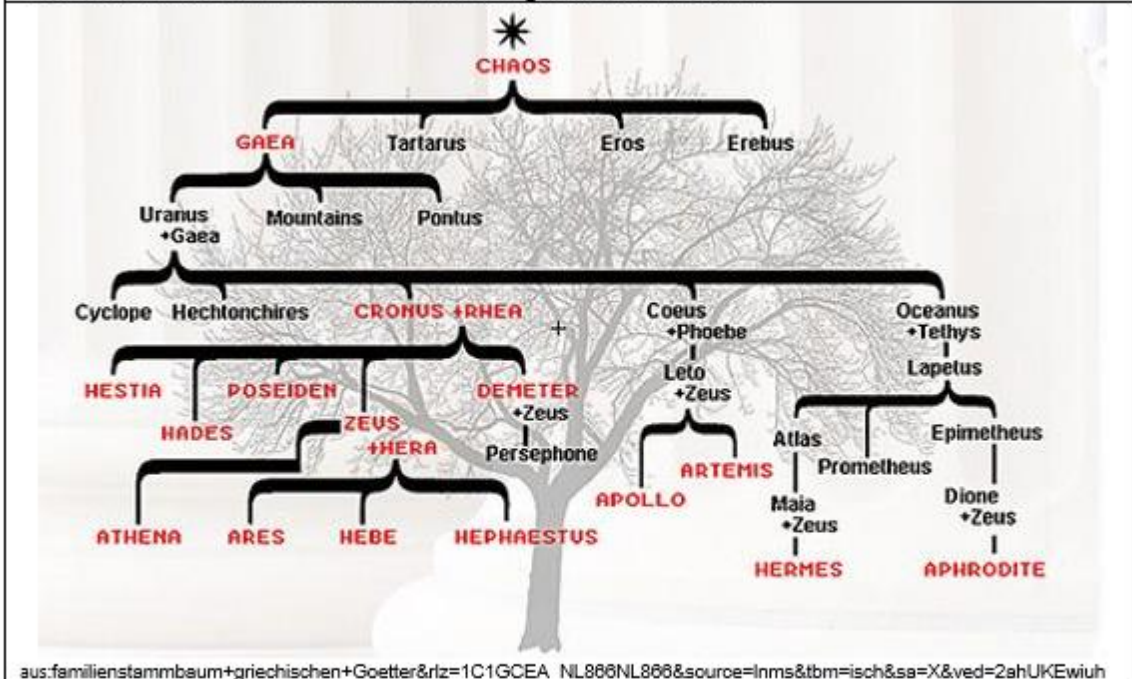 CHAOS
GAEA Tartarus Eros Erebus
Uranus Mountains Pontus
+Gaea
Cyclope Hechtonchires CRONUS +RHEA Coeus Oceanus
+Phoebe +Tethys
Leto Lapetus
+Zeus
HESTIA POSEIDEN DEMETER
+Zeus
HADES ZEUS
+HERA Persephone
Atlas Epimetheus
Prometheus
ARTEMIS
APOLLO
Maia Dione
+Zeus +Zeus
ATHENA ARES HEBE HEPHAESTUS
HERMES APHRODITE
aus:familienstammbaum+griechischen+Goetter&rlz=1C1GCEA_NL866NL866&source=lnms&tbm=isch&sa=X&ved=2ahUKEwiuh